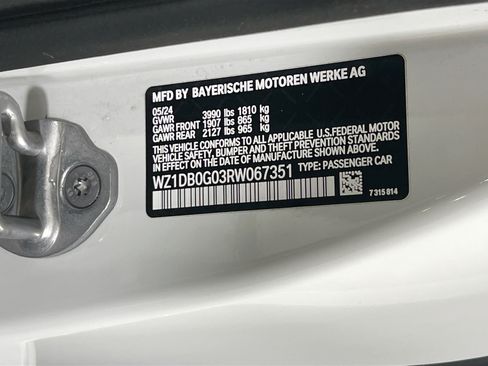 MFD BY BAYERISCHE MOTOREN WERKE AG
05/24
GVWR 3990 lbs 1810 kg
GAWR FRONT 1907 lbs 865 kg
GAWR REAR 2127 lbs 965 kg
THIS VEHICLE CONFORMS TO ALL APPLICABLE U.S.FEDERAL MOTOR
VEHICLE SAFETY, BUMPER, AND THEFT PREVENTION STANDARDS
IN EFFECT ON THE DATE OF MANUFACTURE SHOWN ABOVE.
WZ1DB0G03RW067351 TYPE: PASSENGER CAR
7 315 814